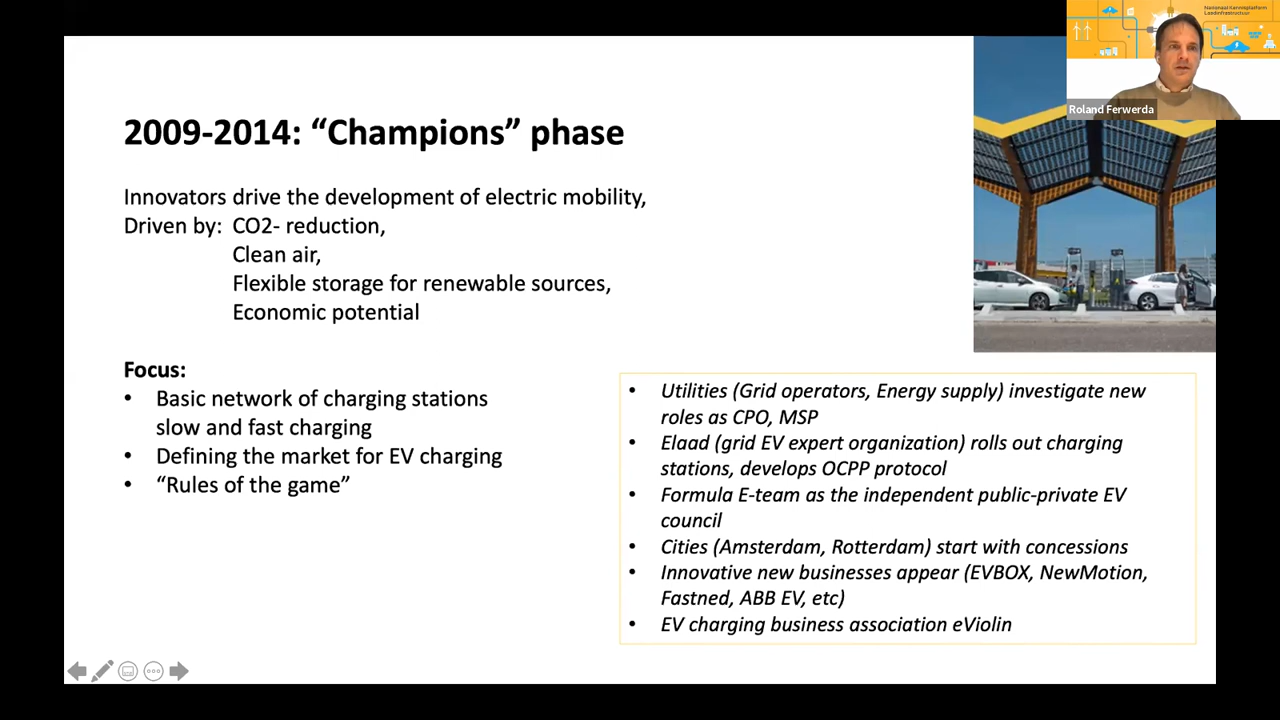 Nationaal Kennisplatform
Laadinfrastructuur
Roland Ferwerda
2009-2014: “Champions” phase
Innovators drive the development of electric mobility,
Driven by: CO2- reduction,
Clean air,
Flexible storage for renewable sources,
Economic potential
Focus:
• Basic network of charging stations
slow and fast charging
• Defining the market for EV charging
• “Rules of the game”
• Utilities (Grid operators, Energy supply) investigate new
roles as CPO, MSP
• Elaad (grid EV expert organization) rolls out charging
stations, develops OCPP protocol
• Formula E-team as the independent public-private EV
council
• Cities (Amsterdam, Rotterdam) start with concessions
• Innovative new businesses appear (EVBOX, NewMotion,
Fastned, ABB EV, etc)
• EV charging business association eViolin